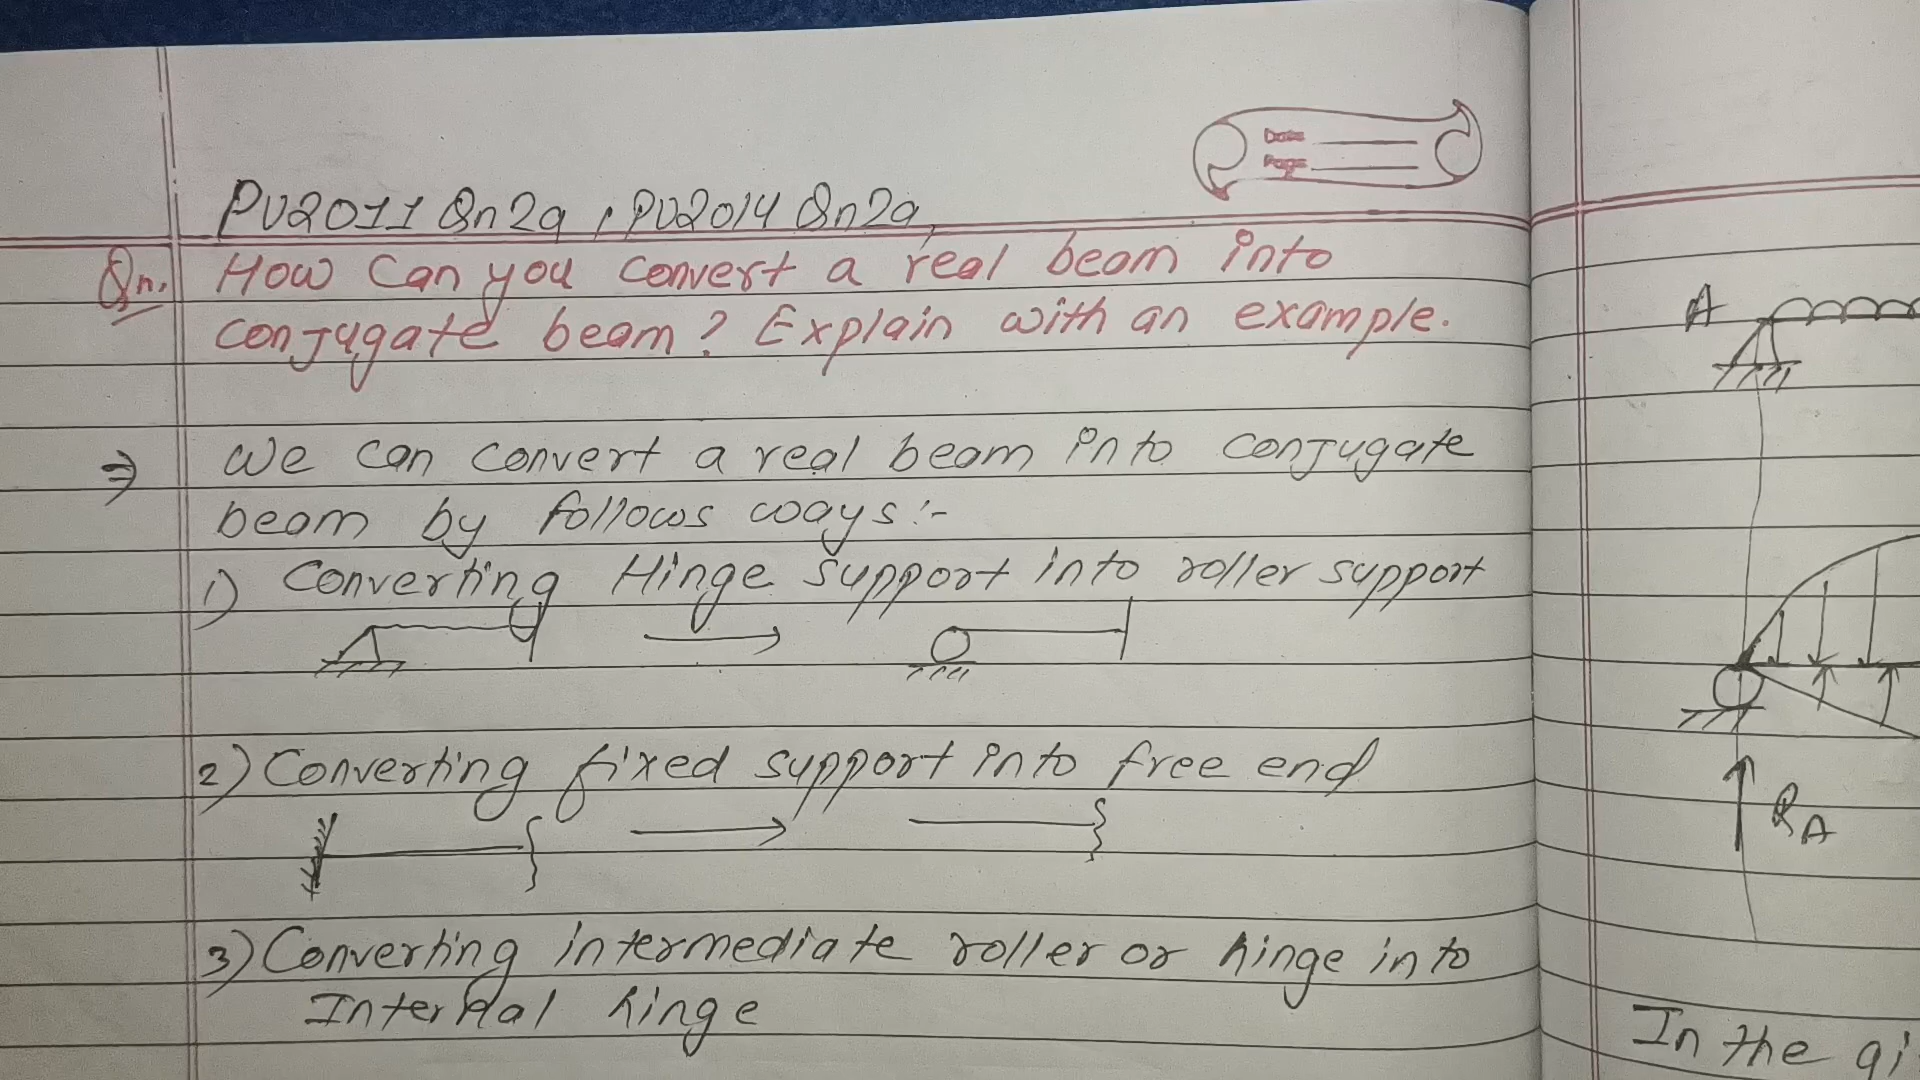 Date
Page
PU2011 Qn2a, PU2014 Qn2a,
Qn. How can you convert a real beam into
conjugate beam? Explain with an example.
⇒ We can convert a real beam into conjugate
beam by follows ways:-
1) Converting Hinge support into roller support
2) Converting fixed support into free end
3) Converting intermediate roller or hinge into
Internal hinge
A
RA
In the gi